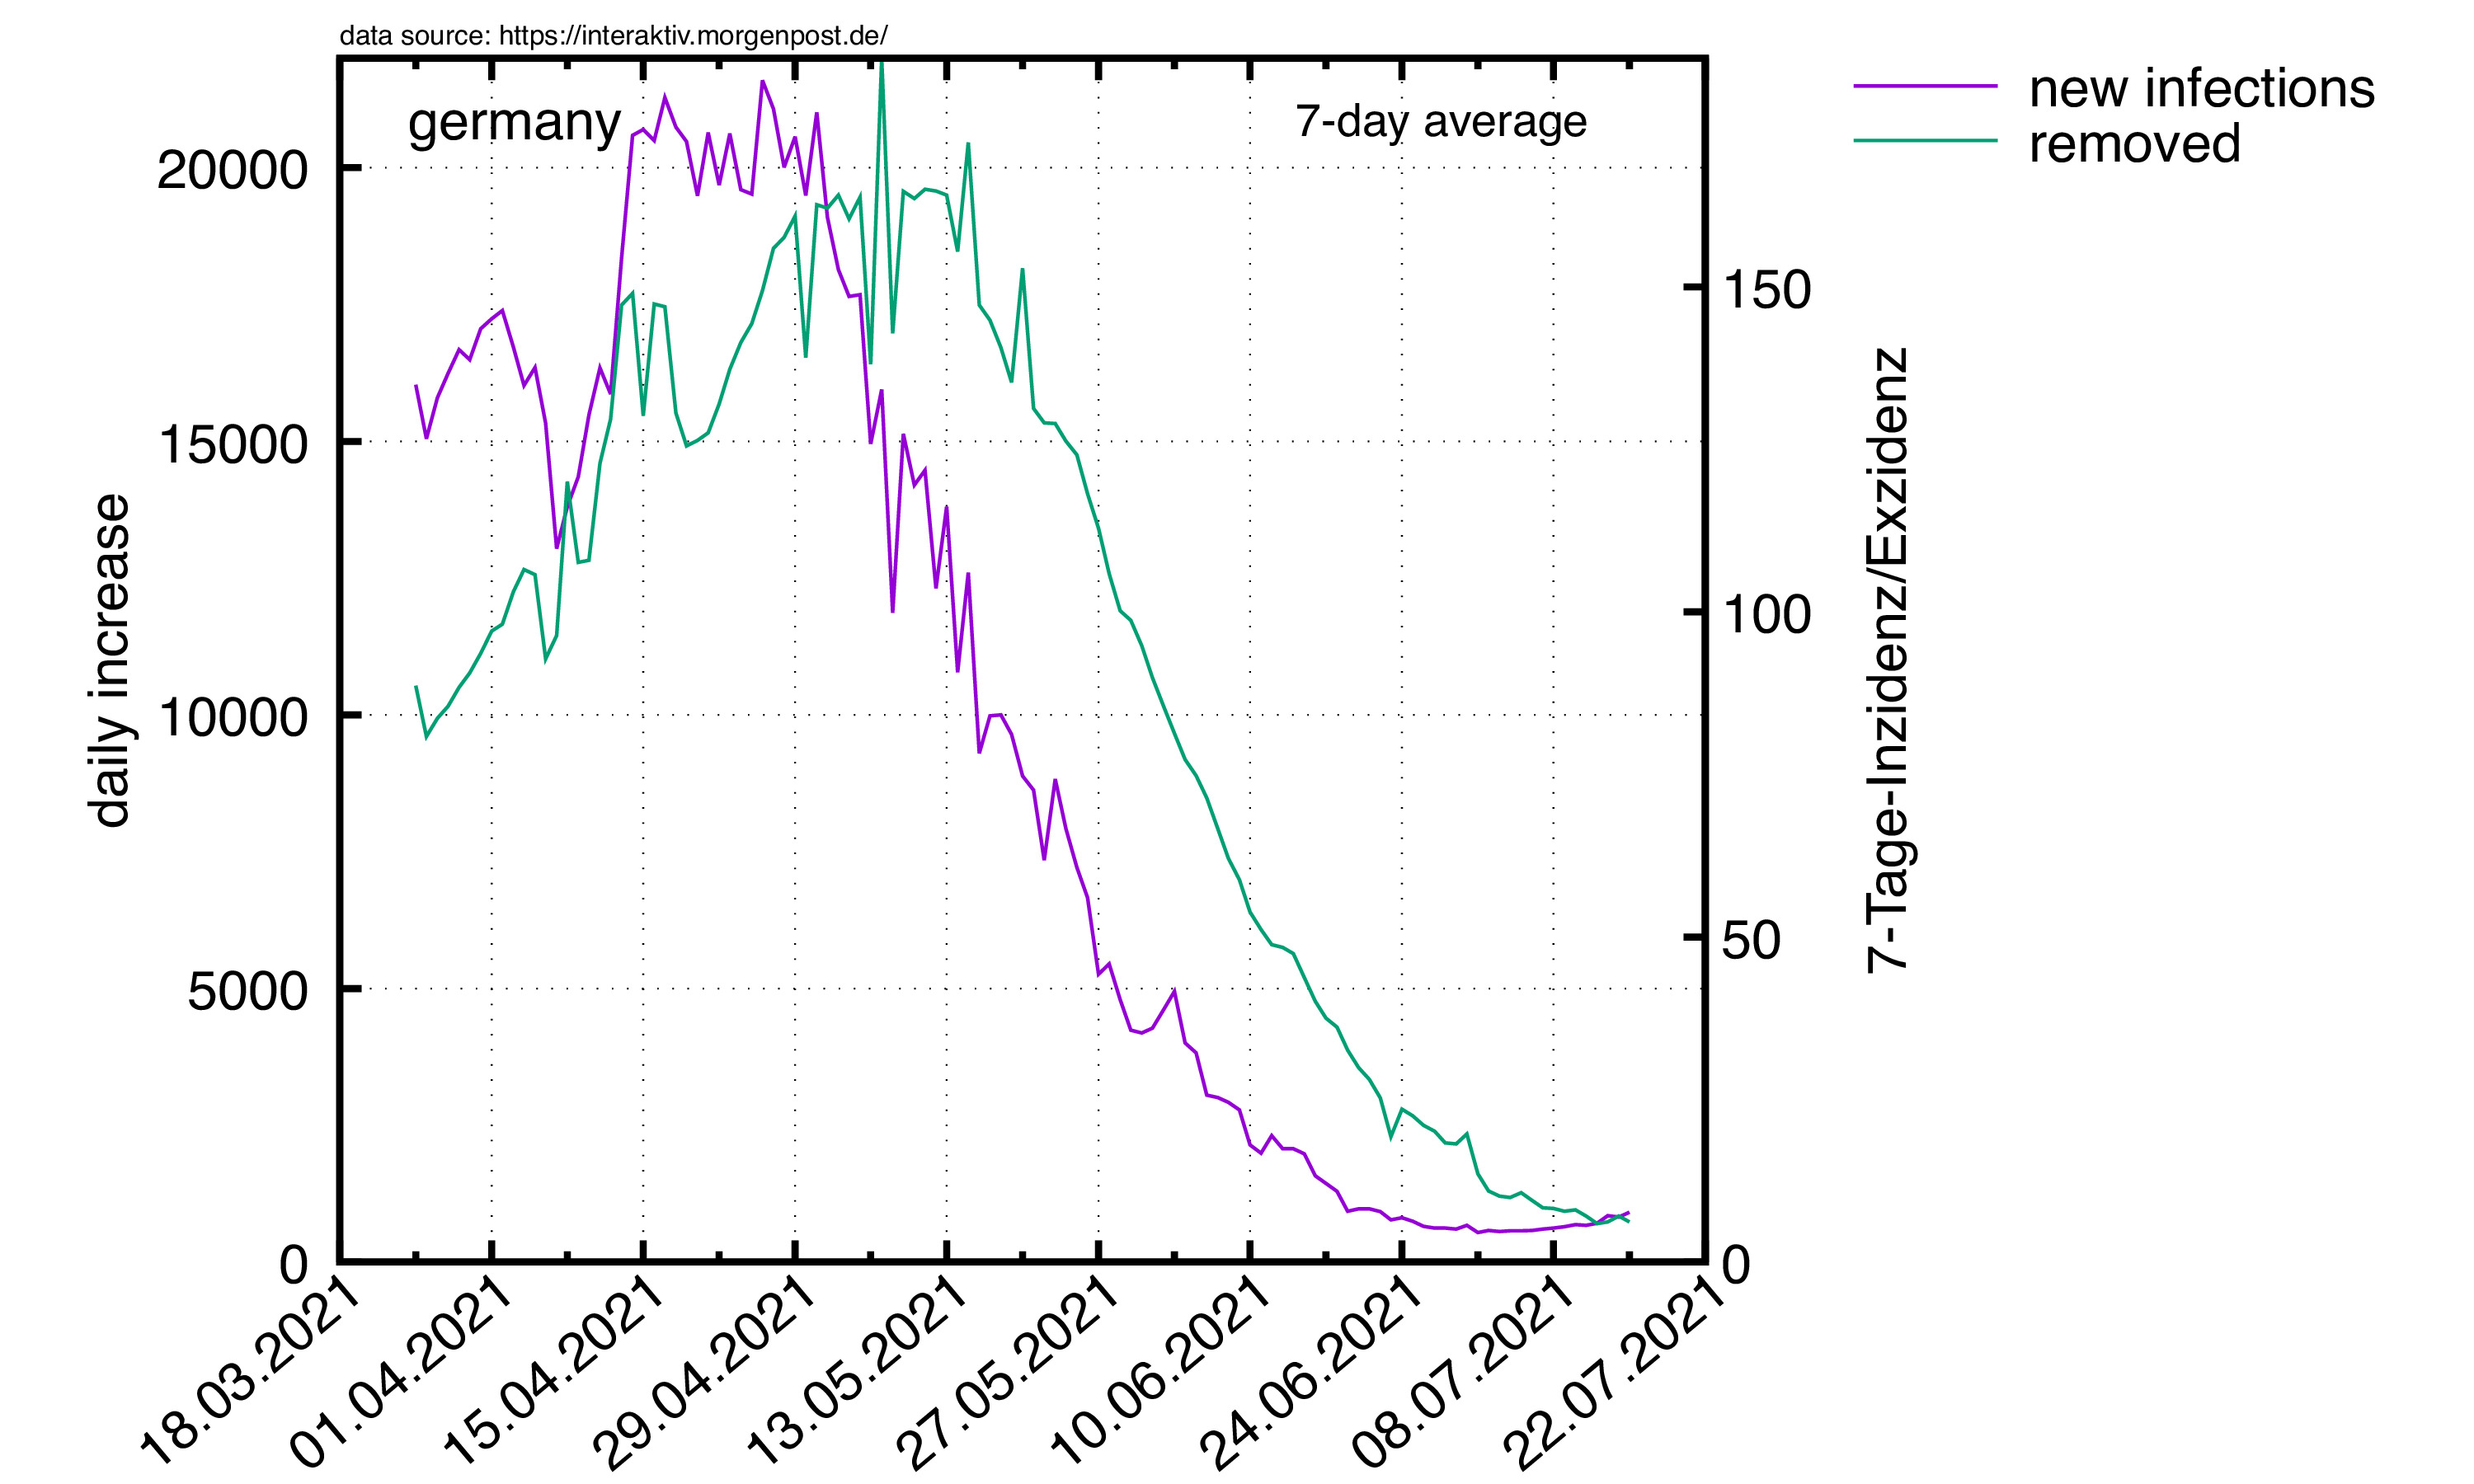 data source: https://interaktiv.morgenpost.de/
germany
7-day average
new infections
removed
20000
15000
10000
5000
0
daily increase
150
100
50
0
7-Tage-Inzidenz/Exzidenz
18.03.2021
01.04.2021
15.04.2021
29.04.2021
13.05.2021
27.05.2021
10.06.2021
24.06.2021
08.07.2021
22.07.2021